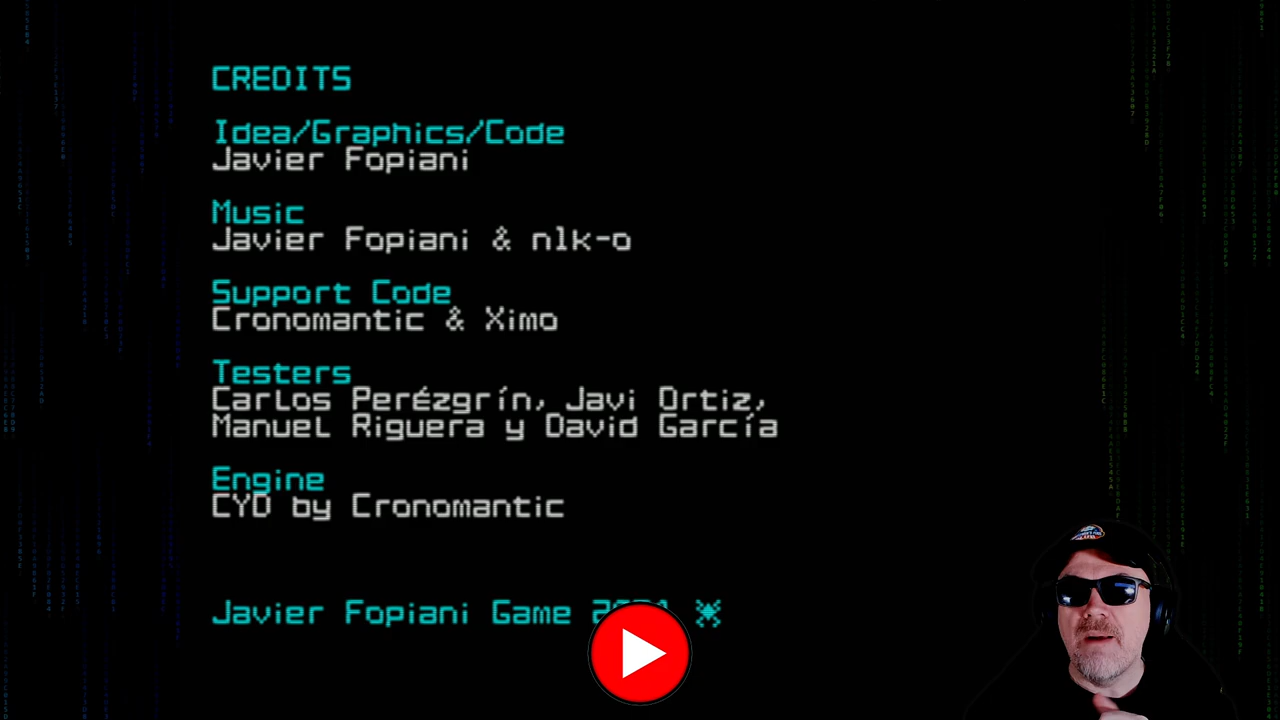 CREDITS
Idea/Graphics/Code
Javier Fopiani
Music
Javier Fopiani & nlk-o
Support Code
Cronomantic & Ximo
Testers
Carlos Perézgrín, Javi Ortiz,
Manuel Riguera y David García
Engine
CYD by Cronomantic
Javier Fopiani Game